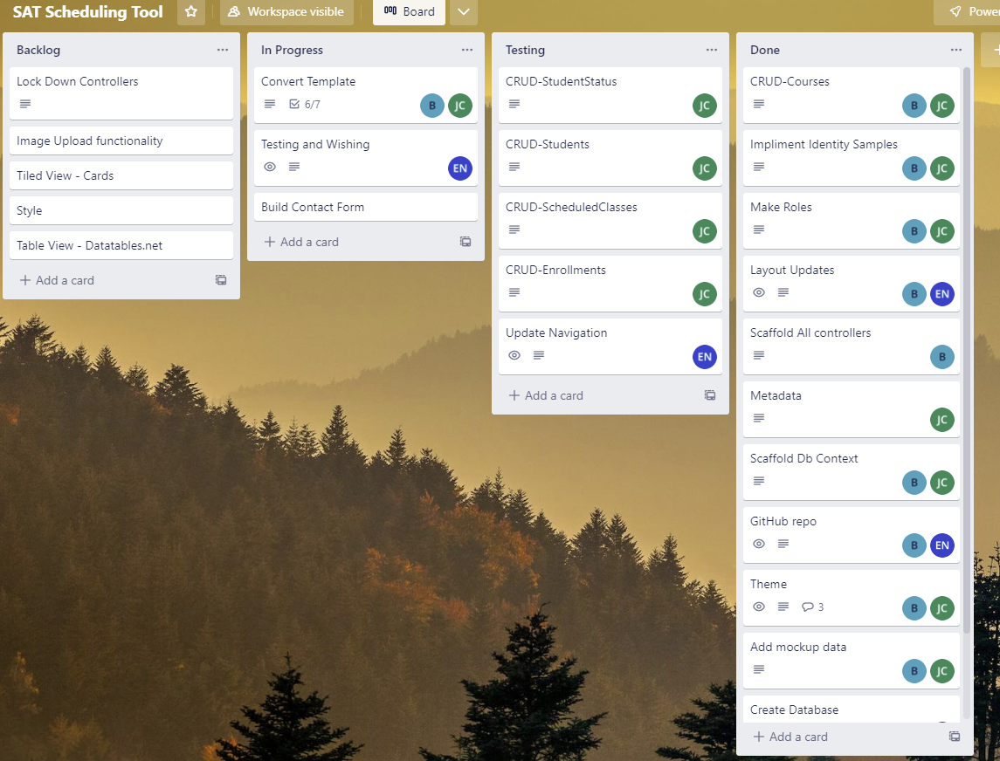 SAT Scheduling Tool
Workspace visible
Board
Backlog
Lock Down Controllers
Image Upload functionality
Tiled View - Cards
Style
Table View - Datatables.net
Add a card
In Progress
Convert Template
6/7
B
JC
Testing and Wishing
EN
Build Contact Form
Add a card
Testing
CRUD-StudentStatus
JC
CRUD-Students
JC
CRUD-ScheduledClasses
JC
CRUD-Enrollments
JC
Update Navigation
EN
Add a card
Done
CRUD-Courses
B
JC
Impliment Identity Samples
B
JC
Make Roles
B
JC
Layout Updates
B
EN
Scaffold All controllers
B
Metadata
JC
Scaffold Db Context
B
JC
GitHub repo
B
EN
Theme
3
B
JC
Add mockup data
B
JC
Create Database
Add a card